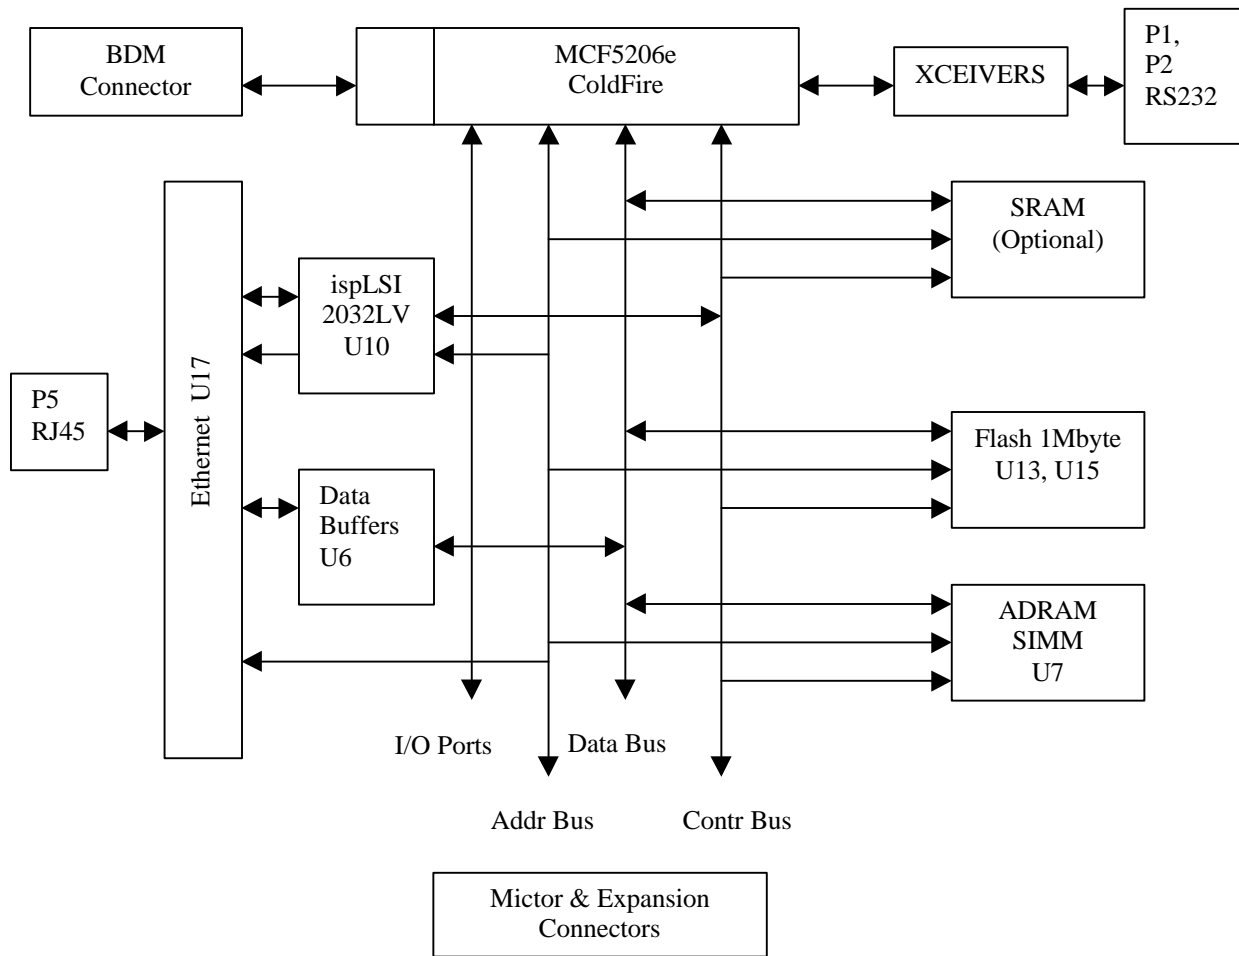 BDM
Connector
MCF5206e
ColdFire
XCEIVERS
P1,
P2
RS232
SRAM
(Optional)
ispLSI
2032LV
U10
Ethernet U17
P5
RJ45
Flash 1Mbyte
U13, U15
Data
Buffers
U6
ADRAM
SIMM
U7
I/O Ports
Data Bus
Addr Bus
Contr Bus
Mictor & Expansion
Connectors